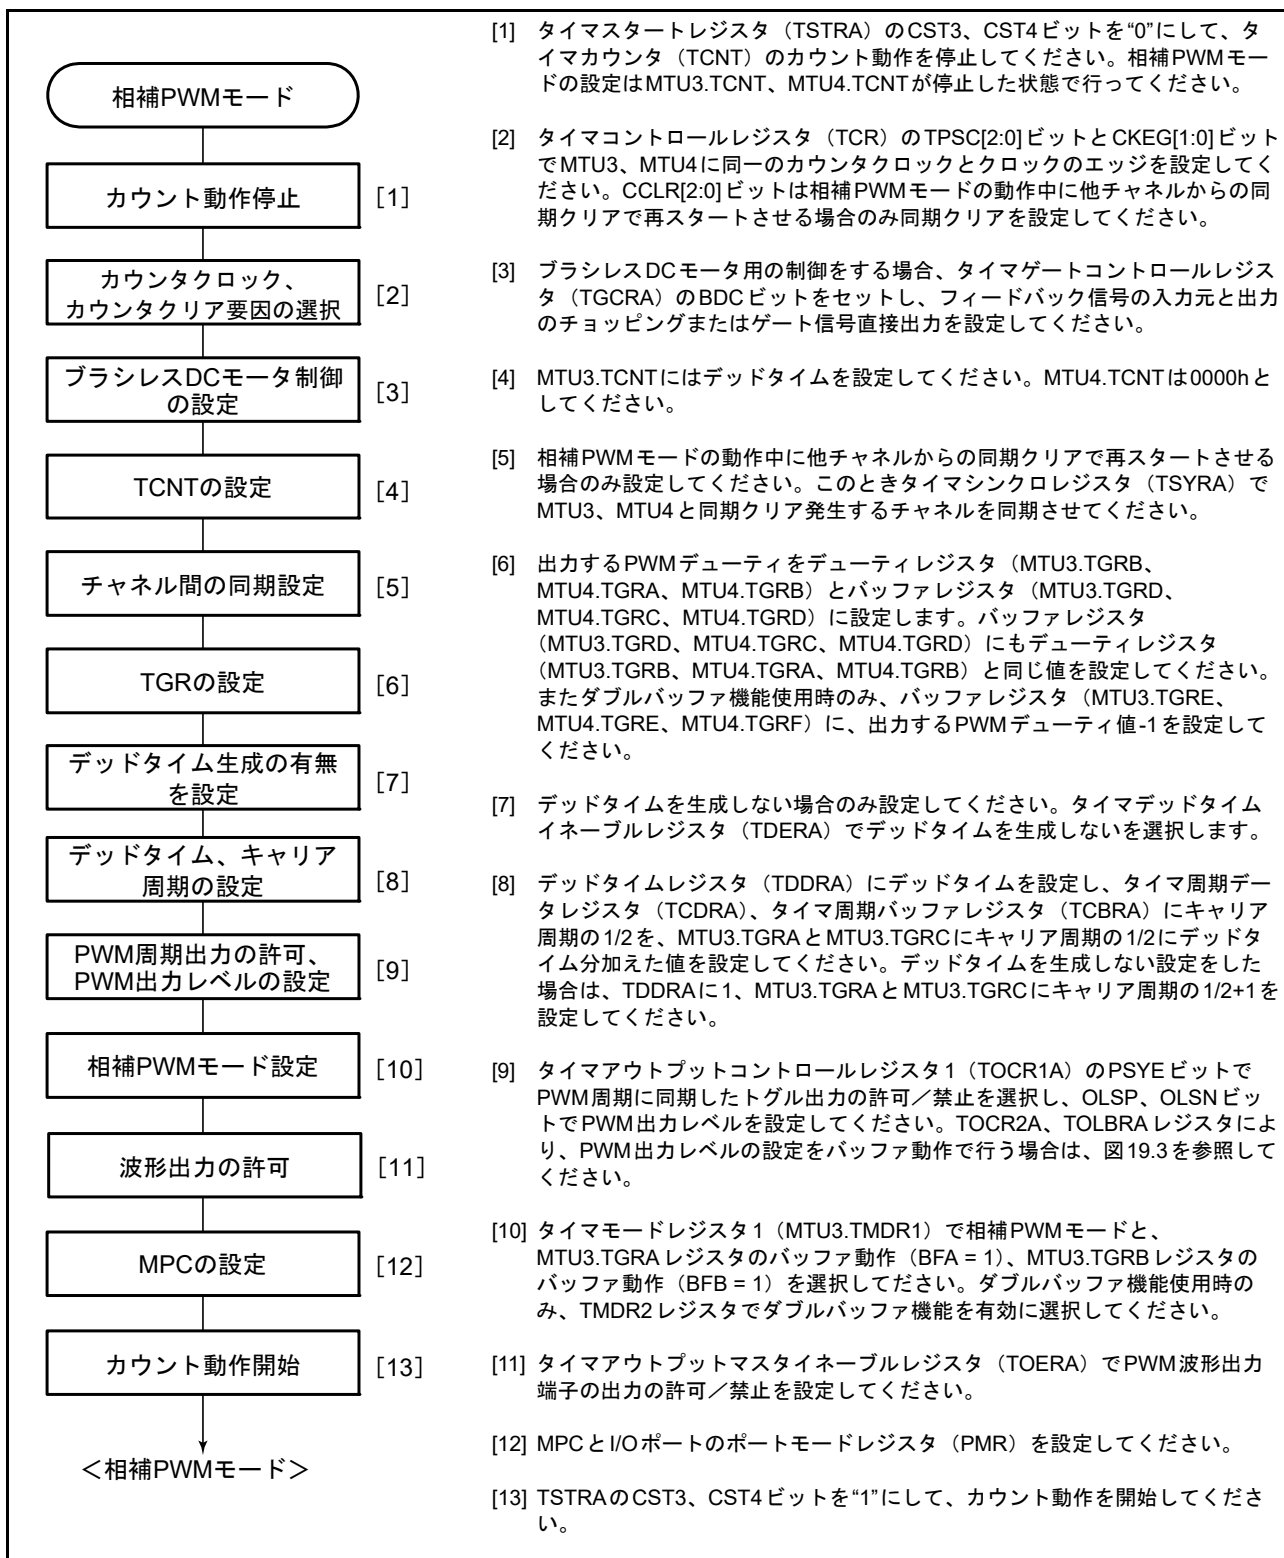 相補PWMモード
カウント動作停止
[1]
カウンタクロック、
カウンタクリア要因の選択
[2]
ブラシレスDCモータ制御
の設定
[3]
TCNTの設定
[4]
チャネル間の同期設定
[5]
TGRの設定
[6]
デッドタイム生成の有無
を設定
[7]
デッドタイム、キャリア
周期の設定
[8]
PWM周期出力の許可、
PWM出力レベルの設定
[9]
相補PWMモード設定
[10]
波形出力の許可
[11]
MPCの設定
[12]
カウント動作開始
[13]
＜相補PWMモード＞
[1] タイマスタートレジスタ（TSTRA）のCST3、CST4ビットを“0”にして、タ
イマカウンタ（TCNT）のカウント動作を停止してください。相補PWMモー
ドの設定はMTU3.TCNT、MTU4.TCNTが停止した状態で行ってください。
[2] タイマコントロールレジスタ（TCR）のTPSC[2:0]ビットとCKEG[1:0]ビット
でMTU3、MTU4に同一のカウンタクロックとクロックのエッジを設定してく
ださい。CCLR[2:0]ビットは相補PWMモードの動作中に他チャネルからの同
期クリアで再スタートさせる場合のみ同期クリアを設定してください。
[3] ブラシレスDCモータ用の制御をする場合、タイマゲートコントロールレジス
タ（TGCRA）のBDCビットをセットし、フィードバック信号の入力元と出力
のチョッピングまたはゲート信号直接出力を設定してください。
[4] MTU3.TCNTにはデッドタイムを設定してください。MTU4.TCNTは0000hと
してください。
[5] 相補PWMモードの動作中に他チャネルからの同期クリアで再スタートさせる
場合のみ設定してください。このときタイマシンクロレジスタ（TSYRA）で
MTU3、MTU4と同期クリア発生するチャネルを同期させてください。
[6] 出力するPWMデューティをデューティレジスタ（MTU3.TGRB、
MTU4.TGRA、MTU4.TGRB）とバッファレジスタ（MTU3.TGRD、
MTU4.TGRC、MTU4.TGRD）に設定します。バッファレジスタ
（MTU3.TGRD、MTU4.TGRC、MTU4.TGRD）にもデューティレジスタ
（MTU3.TGRB、MTU4.TGRA、MTU4.TGRB）と同じ値を設定してください。
またダブルバッファ機能使用時のみ、バッファレジスタ（MTU3.TGRE、
MTU4.TGRE、MTU4.TGRF）に、出力するPWMデューティ値-1を設定して
ください。
[7] デッドタイムを生成しない場合のみ設定してください。タイマデッドタイム
イネーブルレジスタ（TDERA）でデッドタイムを生成しないを選択します。
[8] デッドタイムレジスタ（TDDRA）にデッドタイムを設定し、タイマ周期デー
タレジスタ（TCDRA）、タイマ周期バッファレジスタ（TCBRA）にキャリア
周期の1/2を、MTU3.TGRAとMTU3.TGRCにキャリア周期の1/2にデッドタ
イム分加えた値を設定してください。デッドタイムを生成しない設定をした
場合は、TDDRAに1、MTU3.TGRAとMTU3.TGRCにキャリア周期の1/2+1を
設定してください。
[9] タイマアウトプットコントロールレジスタ1（TOCR1A）のPSYEビットで
PWM周期に同期したトグル出力の許可／禁止を選択し、OLSP、OLSNビッ
トでPWM出力レベルを設定してください。TOCR2A、TOLBRAレジスタによ
り、PWM出力レベルの設定をバッファ動作で行う場合は、図19.3を参照して
ください。
[10] タイマモードレジスタ1（MTU3.TMDR1）で相補PWMモードと、
MTU3.TGRAレジスタのバッファ動作（BFA = 1）、MTU3.TGRBレジスタの
バッファ動作（BFB = 1）を選択してださい。ダブルバッファ機能使用時の
み、TMDR2レジスタでダブルバッファ機能を有効に選択してください。
[11] タイマアウトプットマスタイネーブルレジスタ（TOERA）でPWM波形出力
端子の出力の許可／禁止を設定してください。
[12] MPCとI/Oポートのポートモードレジスタ（PMR）を設定してください。
[13] TSTRAのCST3、CST4ビットを“1”にして、カウント動作を開始してくださ
い。